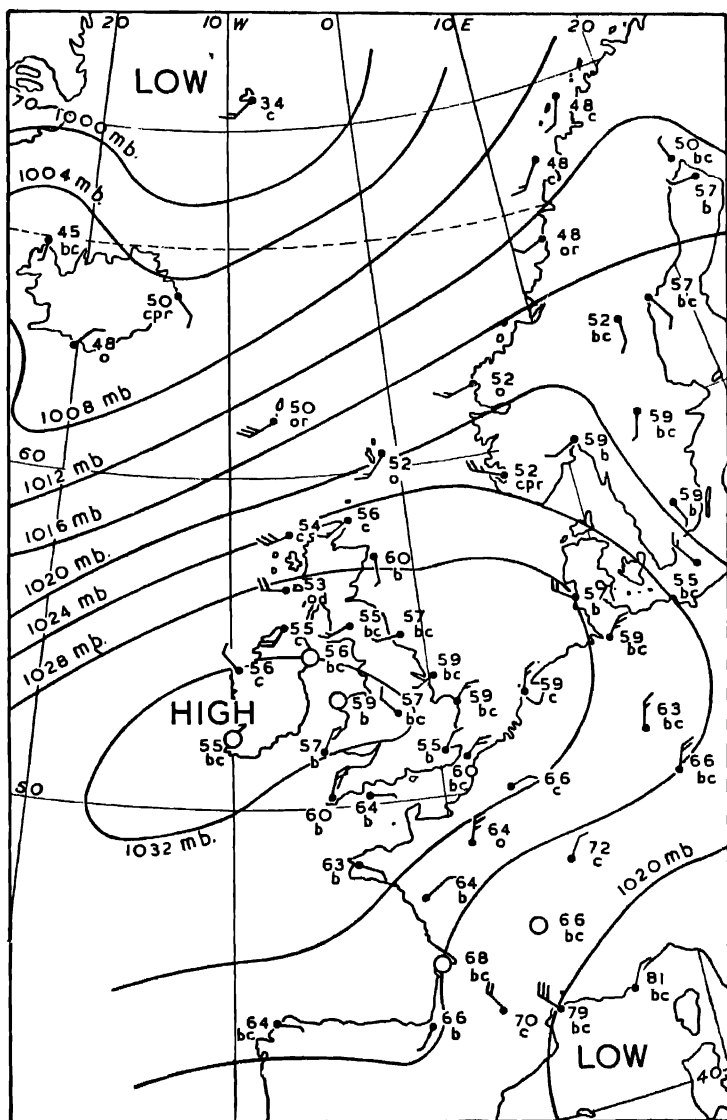 20 10 W 0 10 E 20
LOW
70
1000 mb.
34
c
48
c
50
bc
1004 mb.
48
c
57
b
45
bc
48
or
50
cpr
57
bc
52
bc
48
o
52
o
1008 mb.
50
or
59
bc
60
52
o
59
b
52
cpr
1012 mb
1016 mb
54
c
56
c
59
b
1020 mb.
60
b
53
od
57
b
55
bc
1024 mb
55
55
bc
57
bc
59
bc
1028 mb.
56
c
56
bc
59
bc
59
c
HIGH
59
b
57
bc
59
bc
63
bc
55
bc
57
b
55
b
60
bc
66
bc
50
60
b
64
b
66
c
1032 mb.
64
o
72
c
1020 mb
63
b
64
b
66
bc
68
bc
81
bc
64
bc
66
b
70
c
79
bc
LOW
40